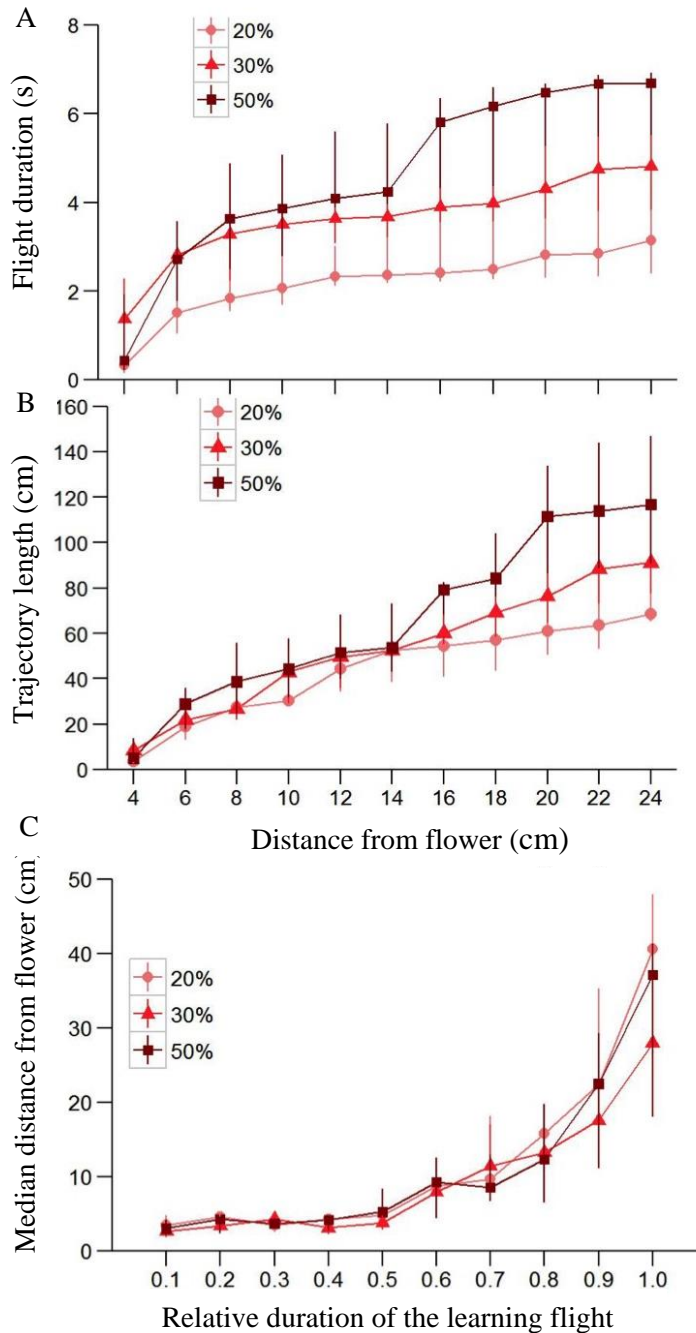 A
20%
30%
50%
Flight duration (s)
8
6
4
2
0
B
20%
30%
50%
Trajectory length (cm)
160
140
120
100
80
60
40
20
0
4 6 8 10 12 14 16 18 20 22 24
Distance from flower (cm)
C
20%
30%
50%
Median distance from flower (cm)
50
40
30
20
10
0
0.1 0.2 0.3 0.4 0.5 0.6 0.7 0.8 0.9 1.0
Relative duration of the learning flight